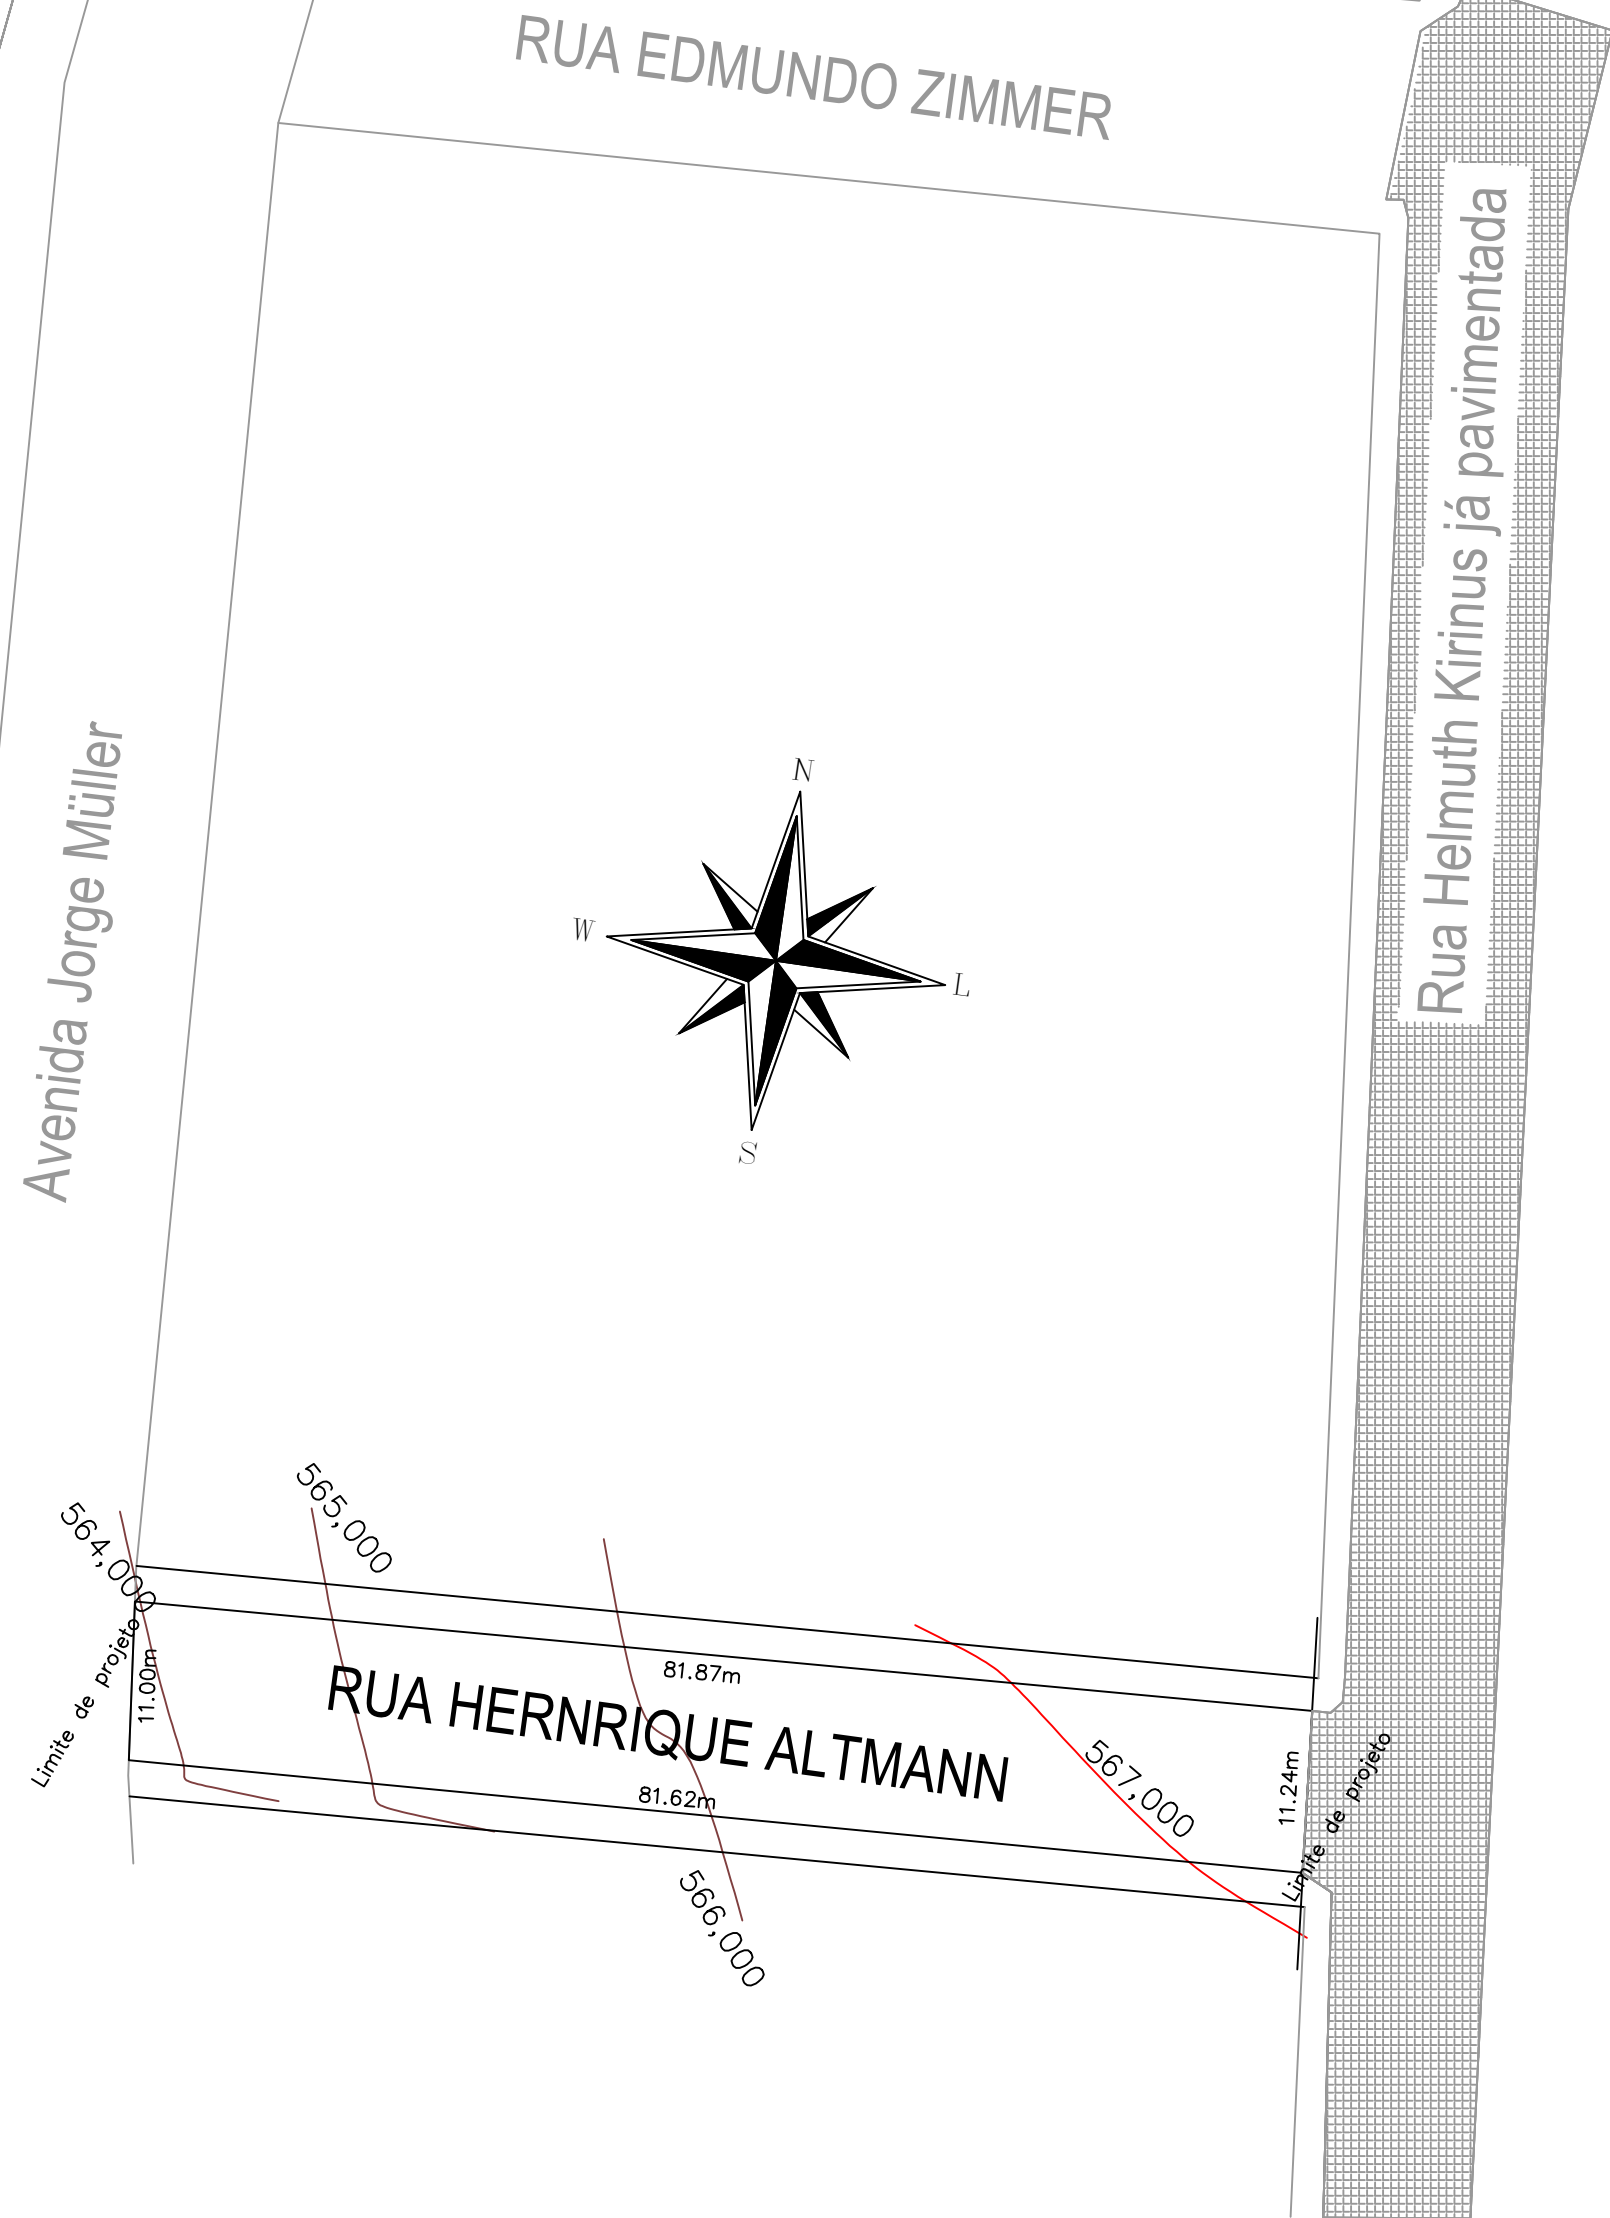 RUA EDMUNDO ZIMMER
Rua Helmuth Kirinus já pavimentada
Avenida Jorge Müller
N
W
L
S
565,000
564,000
Limite de projeto
11.00m
81.87m
RUA HERNRIQUE ALTMANN
81.62m
567,000
11.24m
Limite de projeto
566,000